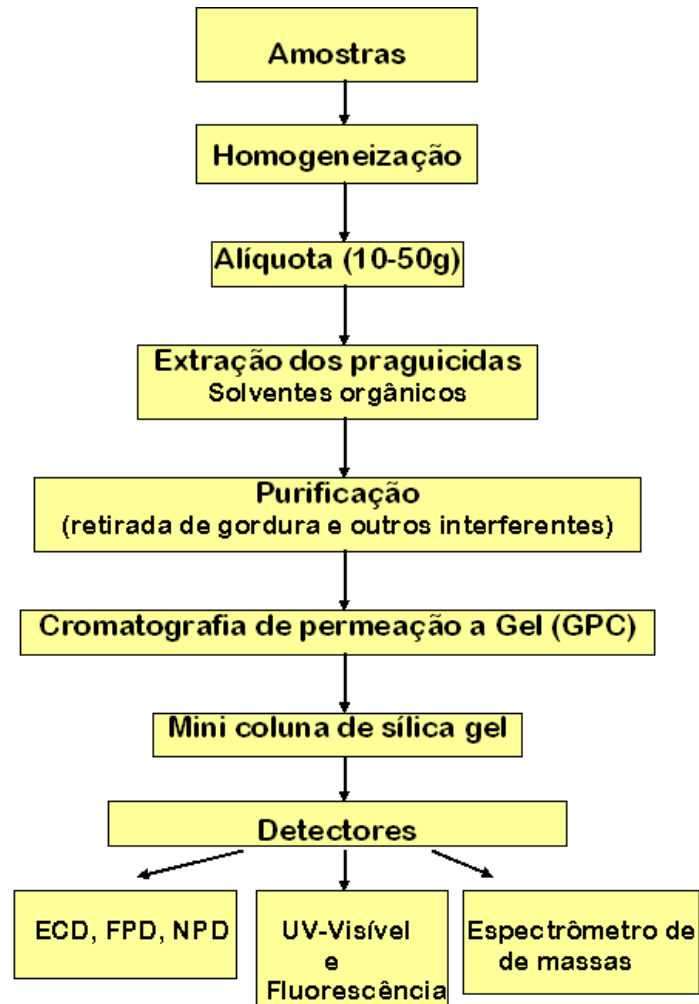 Amostras
Homogeneização
Alíquota (10-50g)
Extração dos praguicidas
Solventes orgânicos
Purificação
(retirada de gordura e outros interferentes)
Cromatografia de permeação a Gel (GPC)
Mini coluna de sílica gel
Detectores
ECD, FPD, NPD
UV-Visível
e
Fluorescência
Espectrômetro de
de massas